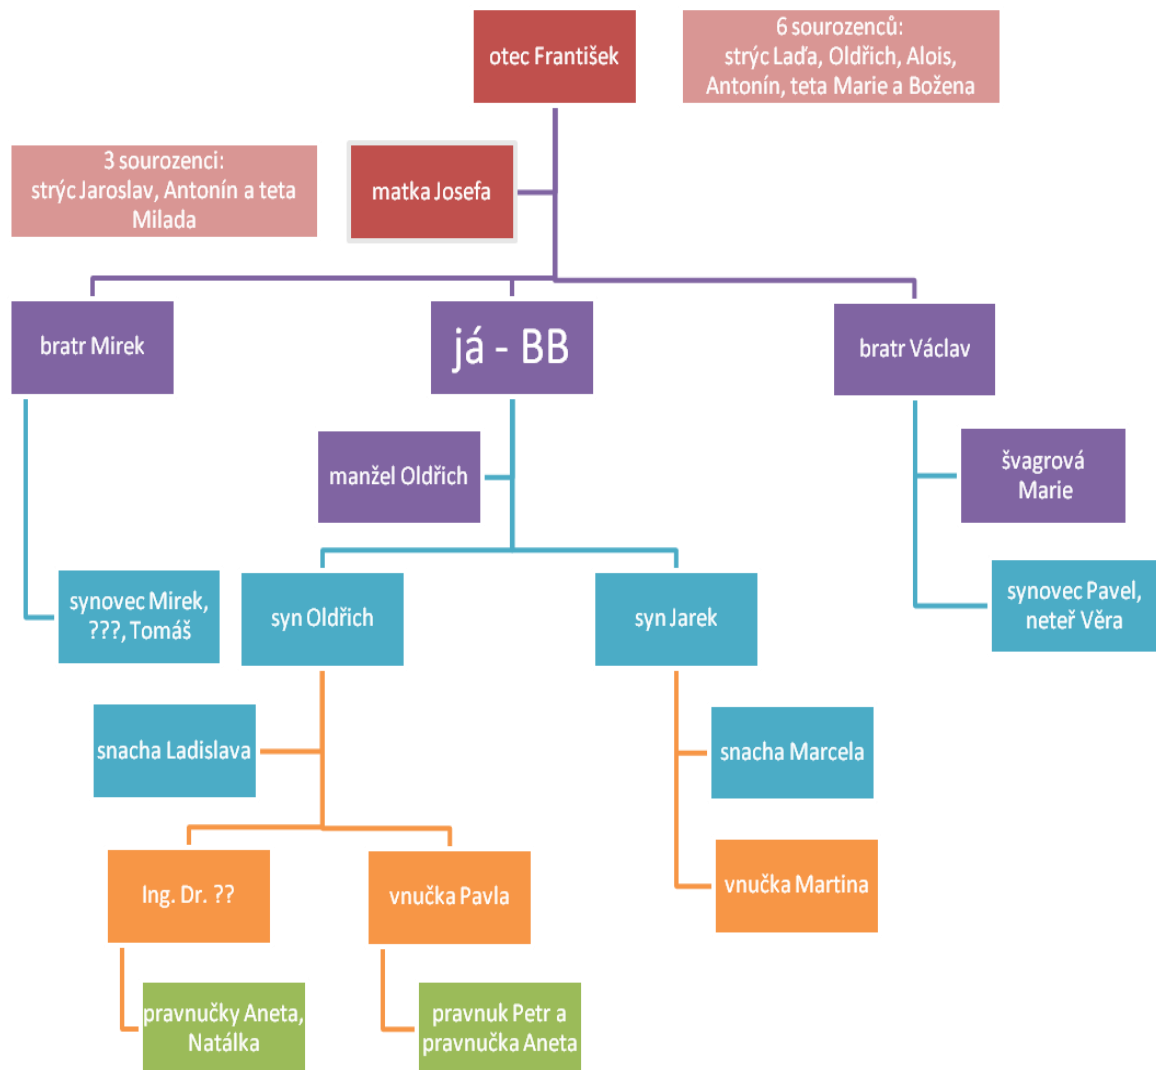 otec František
6 sourozenců:
strýc Laďa, Oldřich, Alois,
Antonín, teta Marie a Božena
3 sourozenci:
strýc Jaroslav, Antonín a teta
Milada
matka Josefa
bratr Mirek
já - BB
bratr Václav
manžel Oldřich
švagrová
Marie
synovec Mirek,
???, Tomáš
syn Oldřich
syn Jarek
synovec Pavel,
neteř Věra
snacha Ladislava
snacha Marcela
Ing. Dr. ??
vnučka Pavla
vnučka Martina
pravnučky Aneta,
Natálka
pravnuk Petr a
pravnučka Aneta